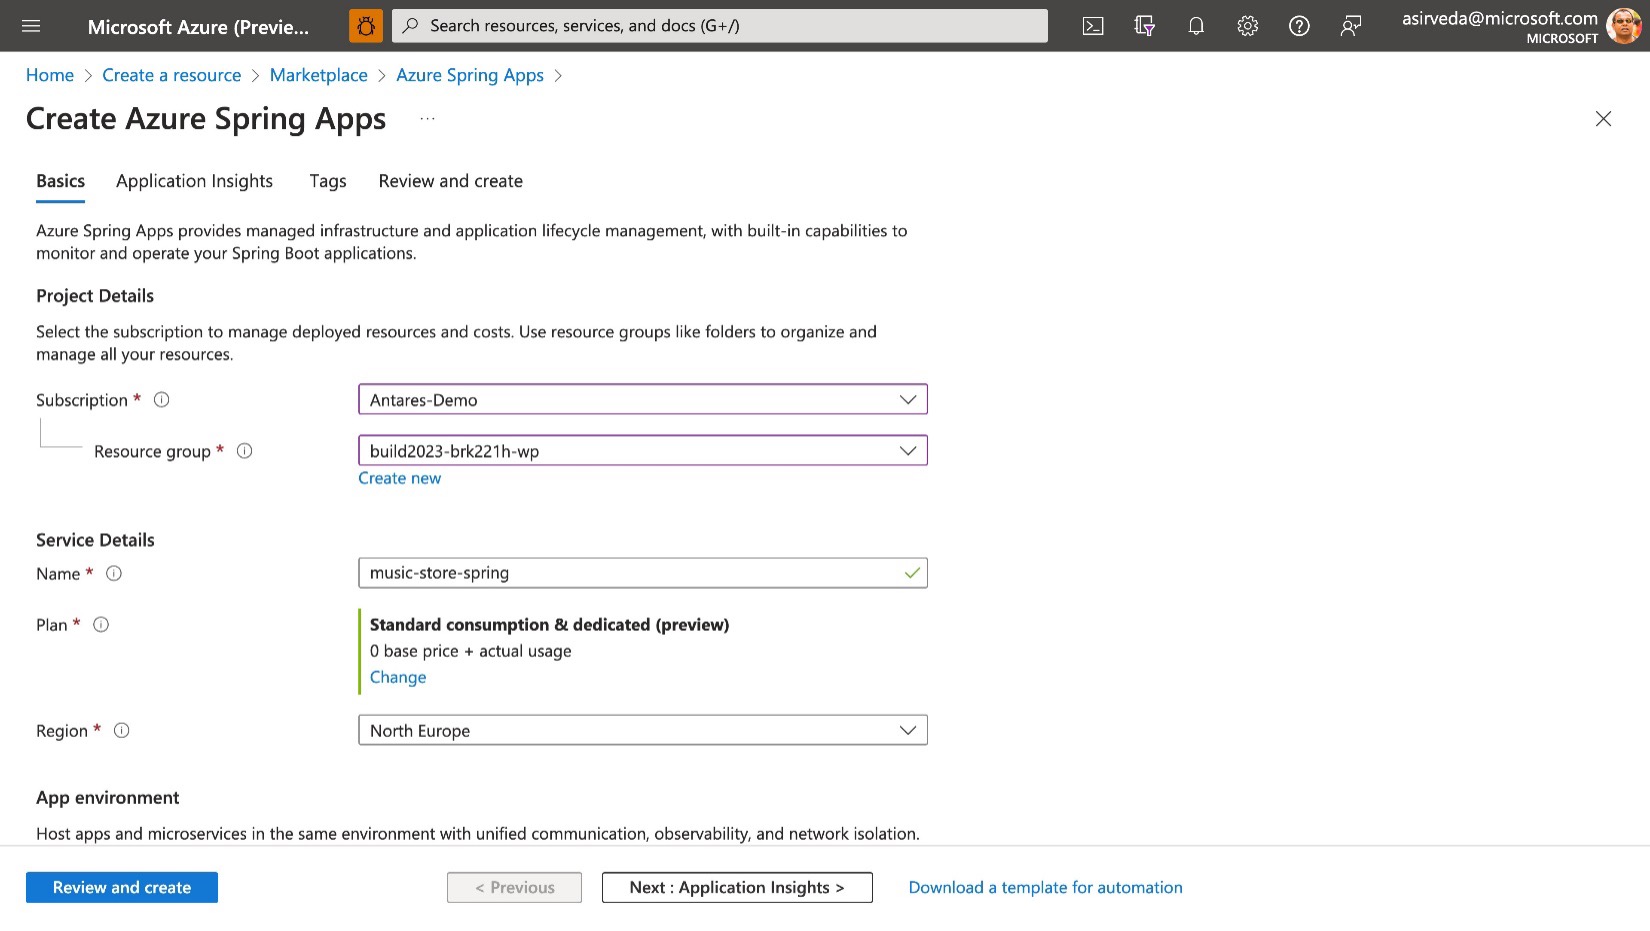 Microsoft Azure (Previe...
Search resources, services, and docs (G+/)
asirveda@microsoft.com
MICROSOFT
Home > Create a resource > Marketplace > Azure Spring Apps >
Create Azure Spring Apps ...
Basics Application Insights Tags Review and create
Azure Spring Apps provides managed infrastructure and application lifecycle management, with built-in capabilities to
monitor and operate your Spring Boot applications.
Project Details
Select the subscription to manage deployed resources and costs. Use resource groups like folders to organize and
manage all your resources.
Subscription * Antares-Demo
Resource group * build2023-brk221h-wp
Create new
Service Details
Name * music-store-spring
Plan * Standard consumption & dedicated (preview)
0 base price + actual usage
Change
Region * North Europe
App environment
Host apps and microservices in the same environment with unified communication, observability, and network isolation.
Review and create < Previous Next : Application Insights > Download a template for automation